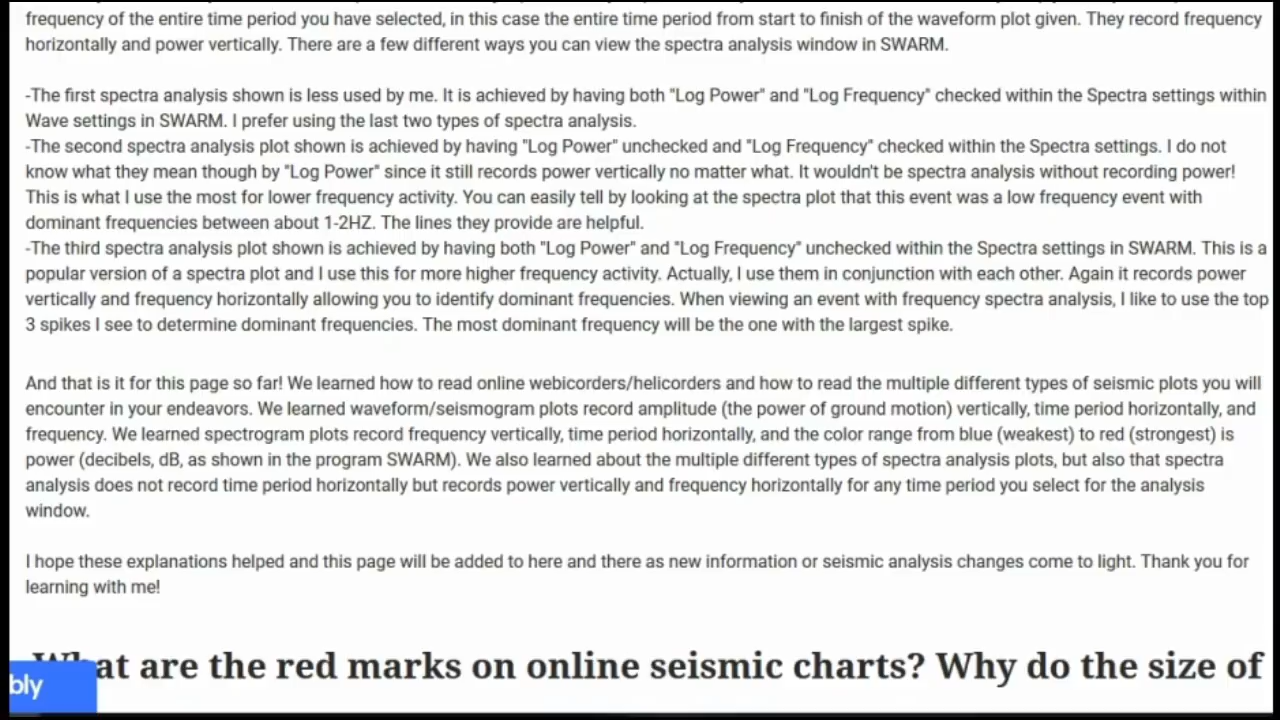 frequency of the entire time period you have selected, in this case the entire time period from start to finish of the waveform plot given. They record frequency
horizontally and power vertically. There are a few different ways you can view the spectra analysis window in SWARM.
-The first spectra analysis shown is less used by me. It is achieved by having both "Log Power" and "Log Frequency" checked within the Spectra settings within
Wave settings in SWARM. I prefer using the last two types of spectra analysis.
-The second spectra analysis plot shown is achieved by having "Log Power" unchecked and "Log Frequency" checked within the Spectra settings. I do not
know what they mean though by "Log Power" since it still records power vertically no matter what. It wouldn't be spectra analysis without recording power!
This is what I use the most for lower frequency activity. You can easily tell by looking at the spectra plot that this event was a low frequency event with
dominant frequencies between about 1-2HZ. The lines they provide are helpful.
-The third spectra analysis plot shown is achieved by having both "Log Power" and "Log Frequency" unchecked within the Spectra settings in SWARM. This is a
popular version of a spectra plot and I use this for more higher frequency activity. Actually, I use them in conjunction with each other. Again it records power
vertically and frequency horizontally allowing you to identify dominant frequencies. When viewing an event with frequency spectra analysis, I like to use the top
3 spikes I see to determine dominant frequencies. The most dominant frequency will be the one with the largest spike.
And that is it for this page so far! We learned how to read online webicorders/helicorders and how to read the multiple different types of seismic plots you will
encounter in your endeavors. We learned waveform/seismogram plots record amplitude (the power of ground motion) vertically, time period horizontally, and
frequency. We learned spectrogram plots record frequency vertically, time period horizontally, and the color range from blue (weakest) to red (strongest) is
power (decibels, dB, as shown in the program SWARM). We also learned about the multiple different types of spectra analysis plots, but also that spectra
analysis does not record time period horizontally but records power vertically and frequency horizontally for any time period you select for the analysis
window.
I hope these explanations helped and this page will be added to here and there as new information or seismic analysis changes come to light. Thank you for
learning with me!
What are the red marks on online seismic charts? Why do the size of
bly